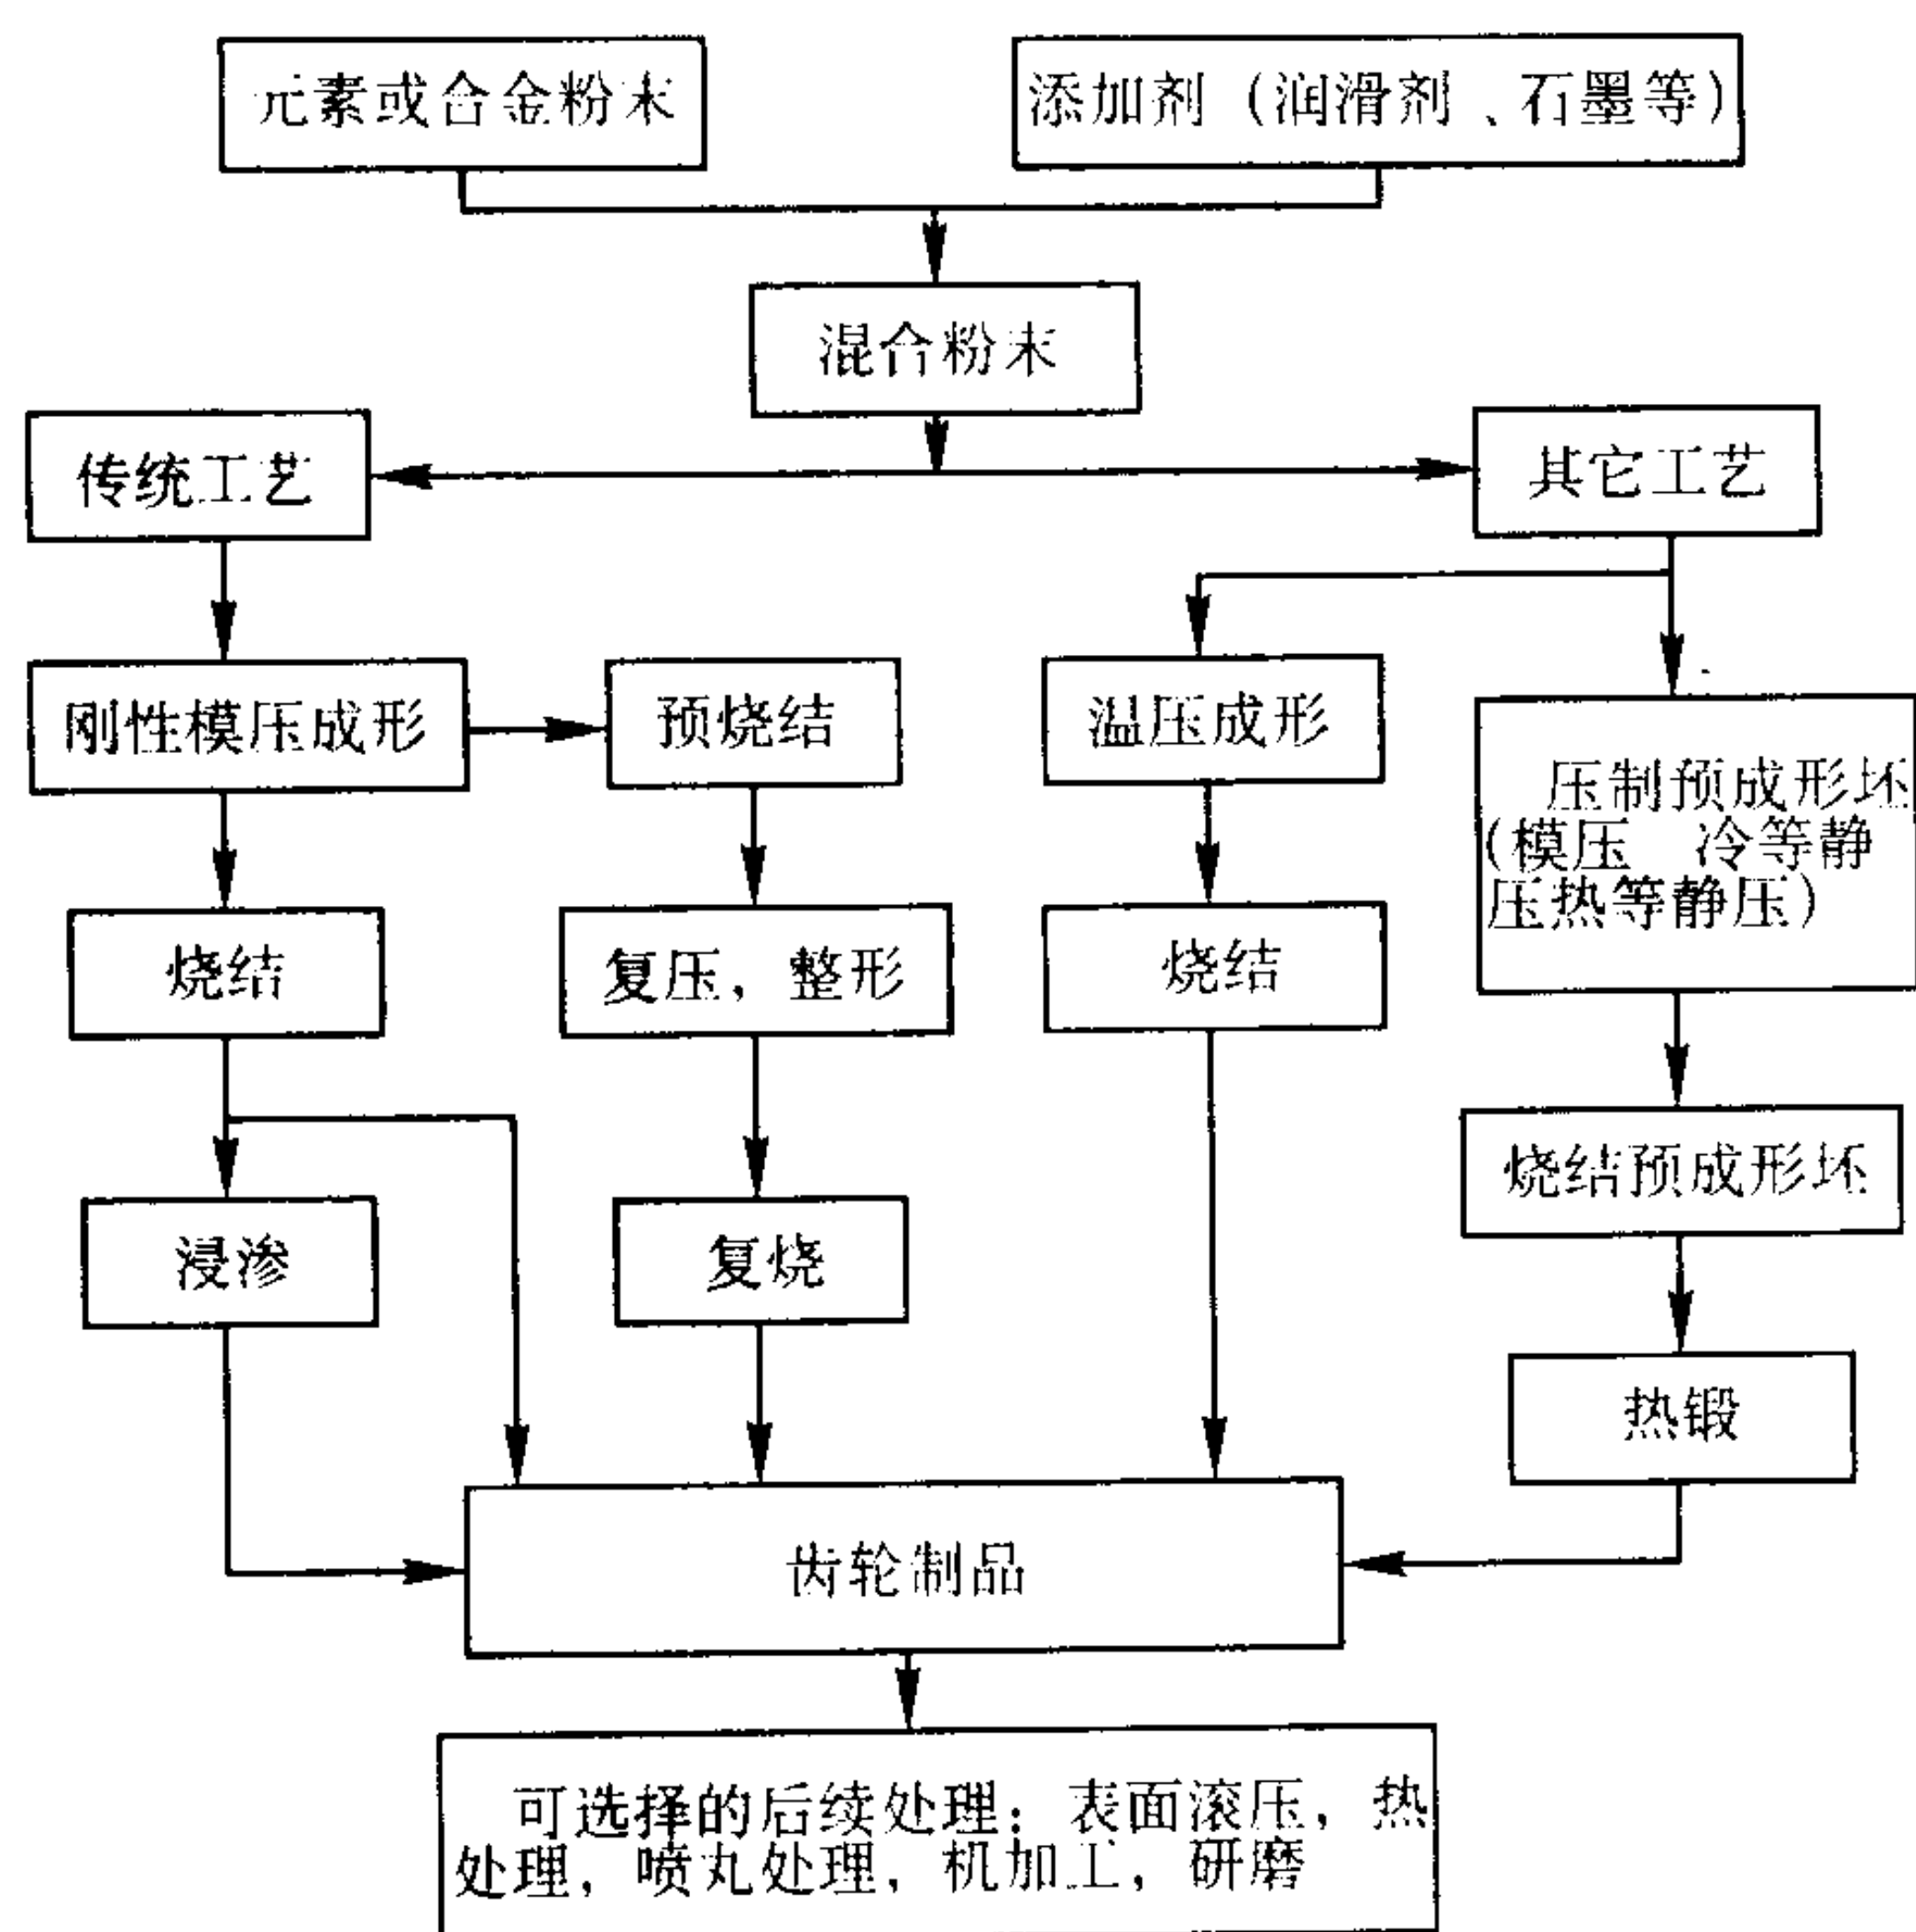 元素或合金粉末
添加剂（润滑剂、石墨等）
混合粉末
传统工艺
其它工艺
刚性模压成形
预烧结
温压成形
压制预成形坯
（模压 冷等静
压热等静压）
烧结
复压，整形
烧结
烧结预成形坯
浸渗
复烧
热锻
齿轮制品
可选择的后续处理：表面滚压，热
处理，喷丸处理，机加工，研磨